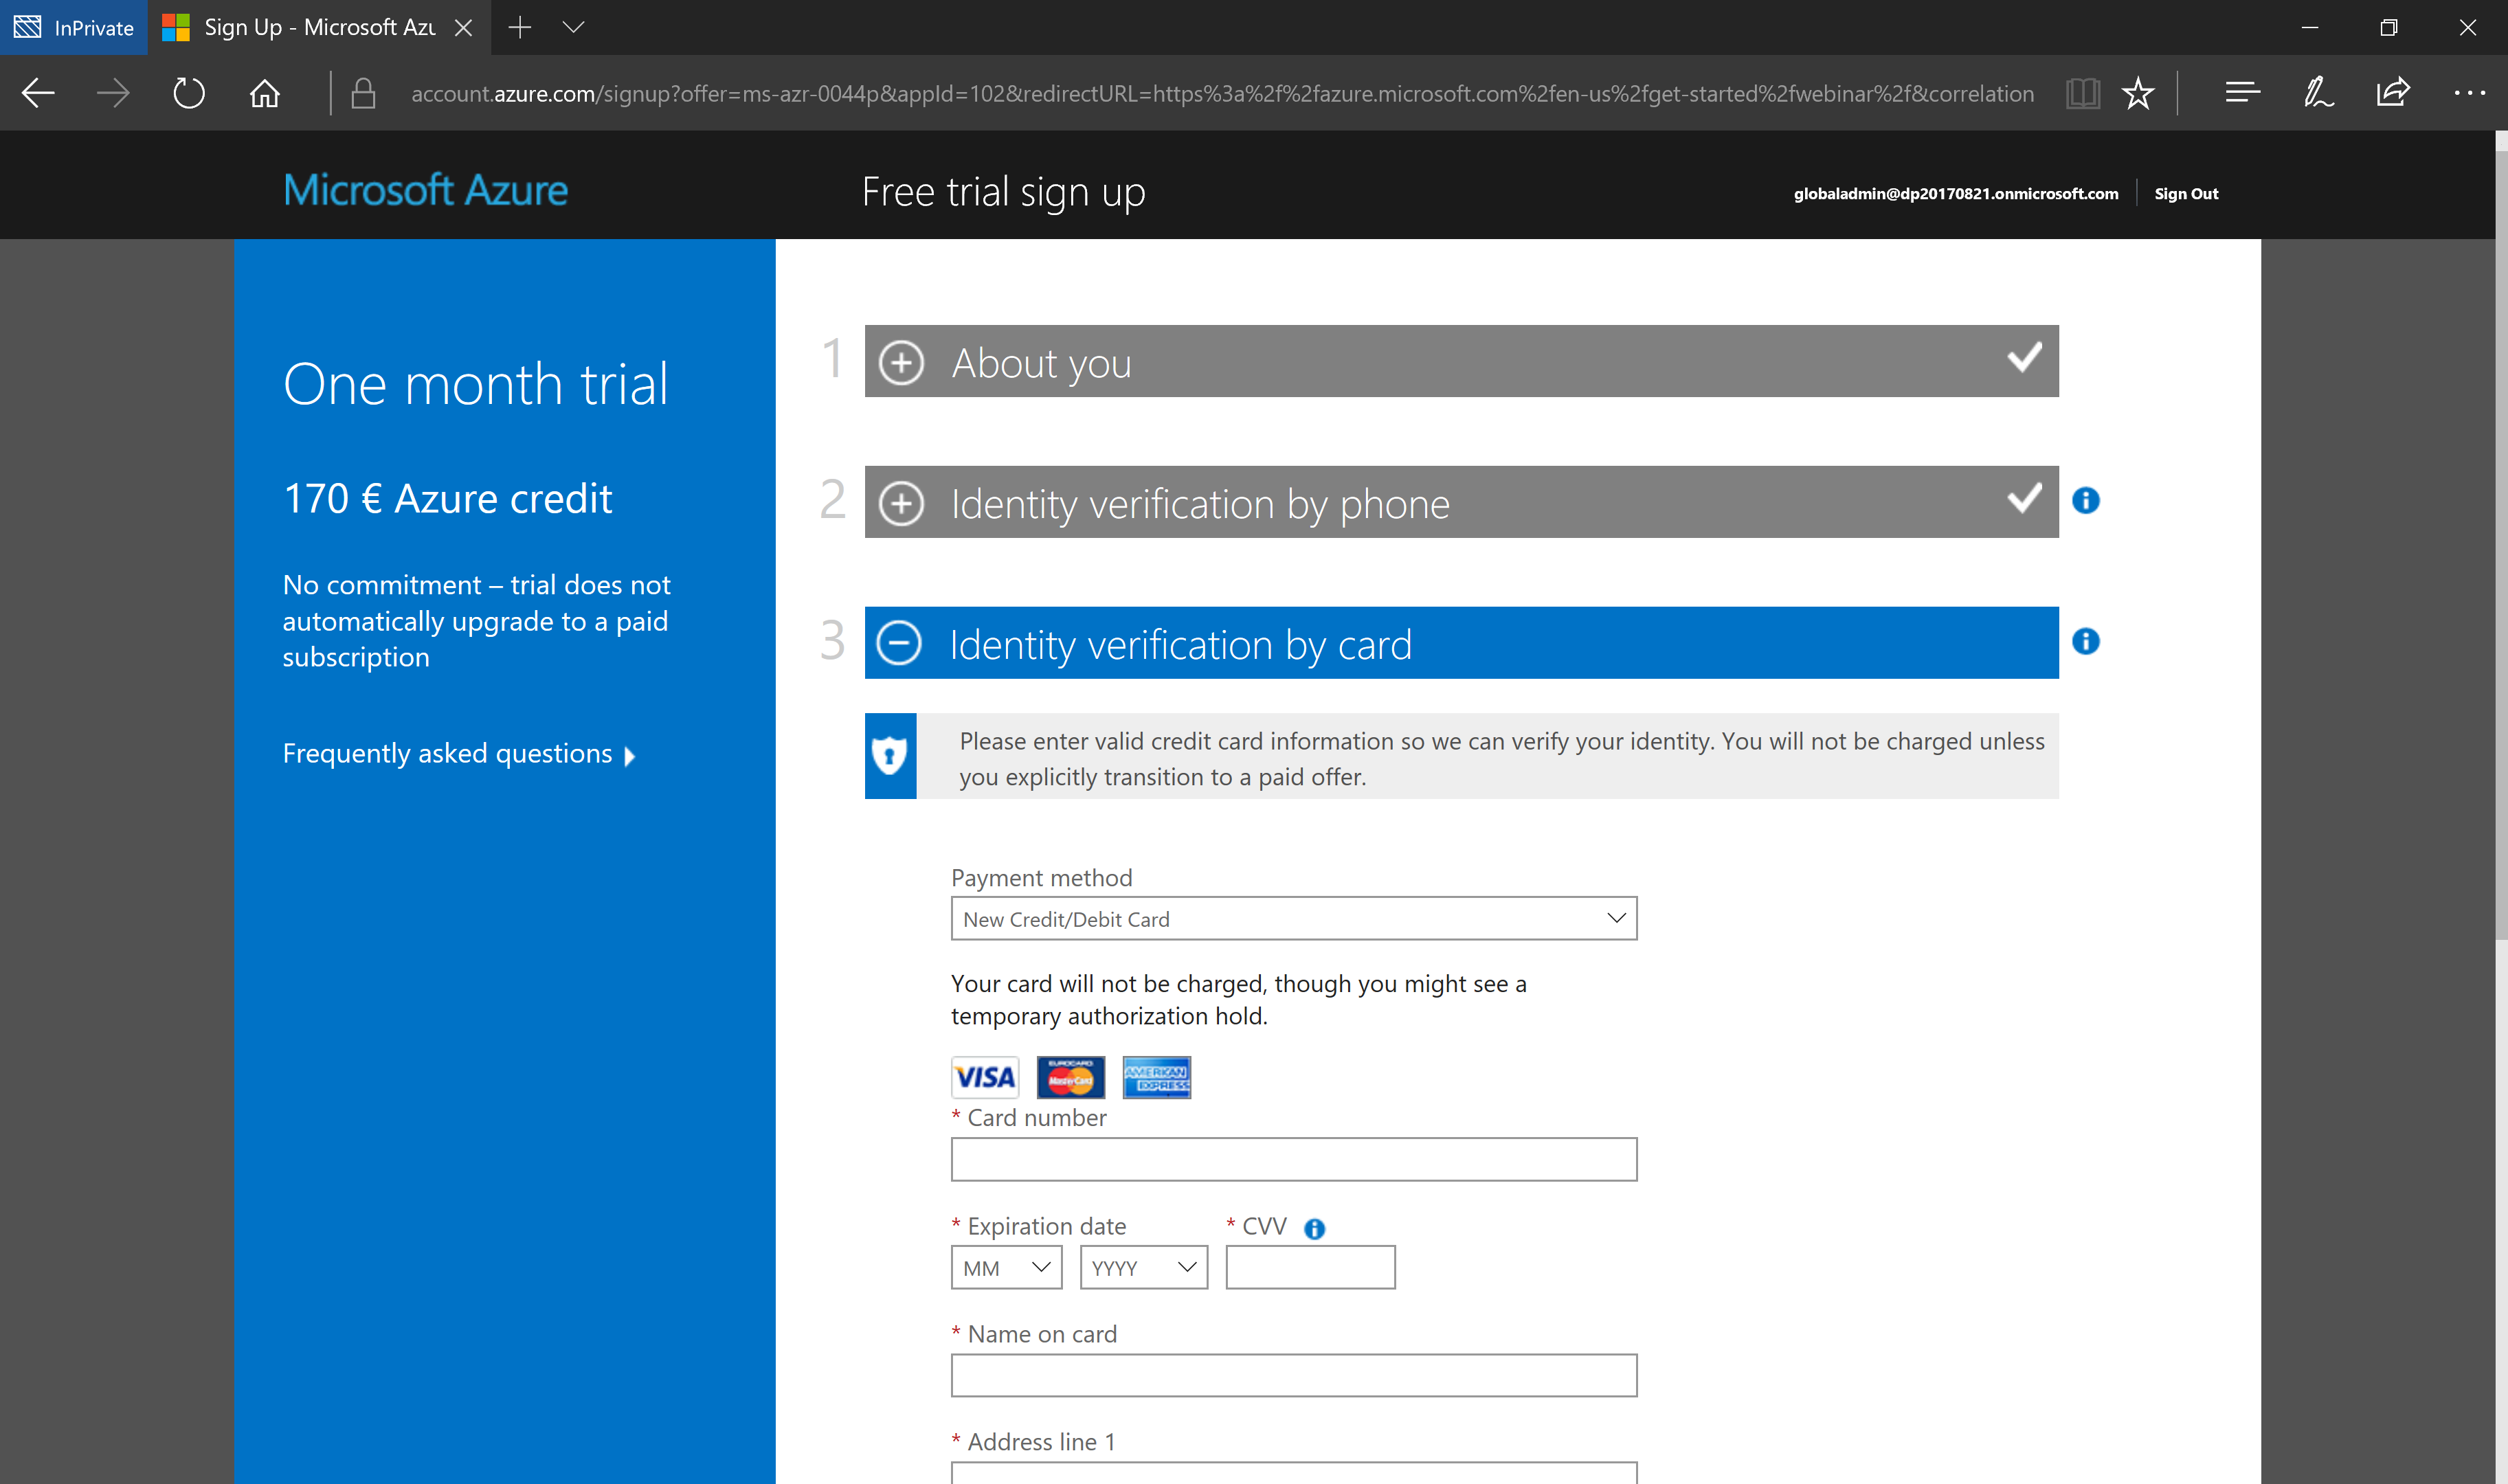 InPrivate
Sign Up - Microsoft Azu
account.azure.com/signup?offer=ms-azr-0044p&appId=102&redirectURL=https%3a%2f%2fazure.microsoft.com%2fen-us%2fget-started%2fwebinar%2f&correlation
Microsoft Azure
Free trial sign up
globaladmin@dp20170821.onmicrosoft.com
Sign Out
One month trial
170 € Azure credit
No commitment – trial does not
automatically upgrade to a paid
subscription
Frequently asked questions
1 About you
2 Identity verification by phone
3 Identity verification by card
Please enter valid credit card information so we can verify your identity. You will not be charged unless
you explicitly transition to a paid offer.
Payment method
New Credit/Debit Card
Your card will not be charged, though you might see a
temporary authorization hold.
VISA
EUROCARD
MasterCard
AMERICAN
EXPRESS
* Card number
* Expiration date * CVV
MM YYYY
* Name on card
* Address line 1